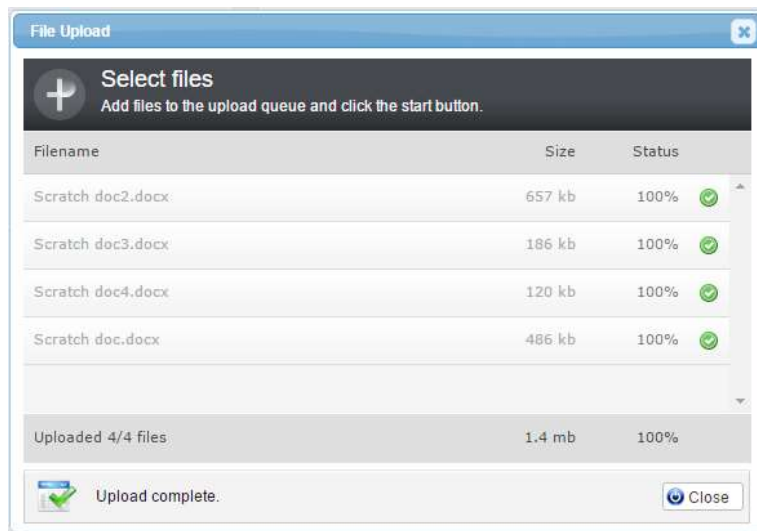 File Upload
Select files
Add files to the upload queue and click the start button.
Filename Size Status
Scratch doc2.docx 657 kb 100%
Scratch doc3.docx 186 kb 100%
Scratch doc4.docx 120 kb 100%
Scratch doc.docx 486 kb 100%
Uploaded 4/4 files 1.4 mb 100%
Upload complete. Close